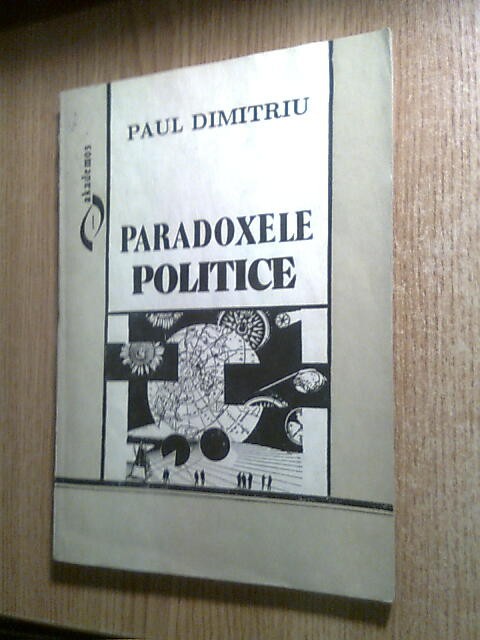 PAUL DIMITRIU
akademos
PARADOXELE
POLITICE